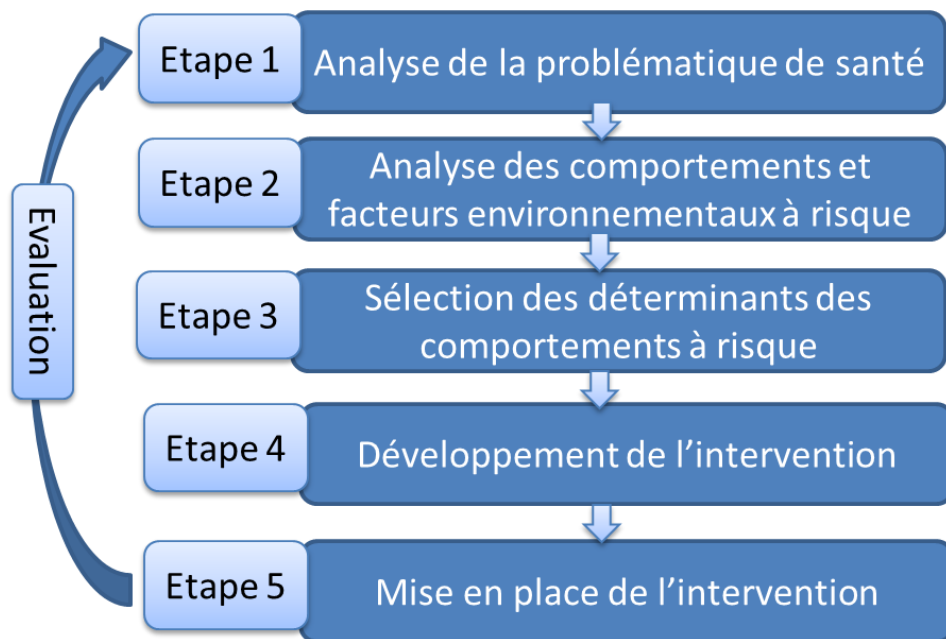 Etape 1
Analyse de la problématique de santé
Etape 2
Analyse des comportements et
facteurs environnementaux à risque
Etape 3
Sélection des déterminants des
comportements à risque
Etape 4
Développement de l’intervention
Etape 5
Mise en place de l’intervention
Evaluation